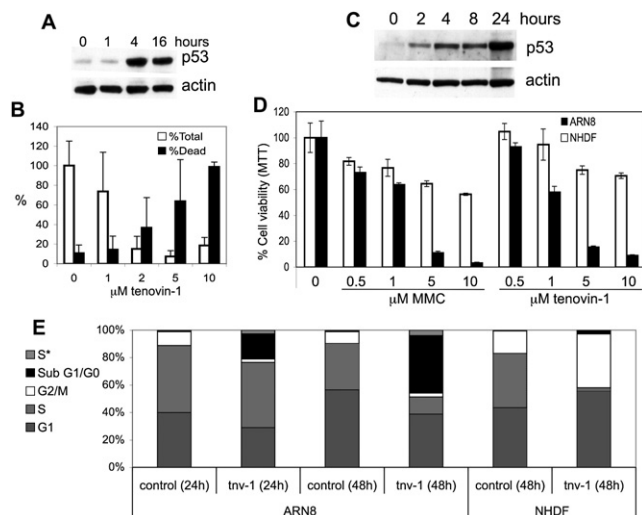 A
0 1 4 16 hours
p53
actin
C
0 2 4 8 24 hours
p53
actin
B
140
120
100
80
60
40
20
0
%
%Total
%Dead
0 1 2 5 10
µM tenovin-1
D
120
100
80
60
40
20
0
% Cell viability (MTT)
ARN8
NHDF
0 0.5 1 5 10 0.5 1 5 10
µM MMC µM tenovin-1
E
S*
Sub G1/G0
G2/M
S
G1
100%
80%
60%
40%
20%
0%
control (24h) tnv-1 (24h) control (48h) tnv-1 (48h) control (48h) tnv-1 (48h)
ARN8 NHDF